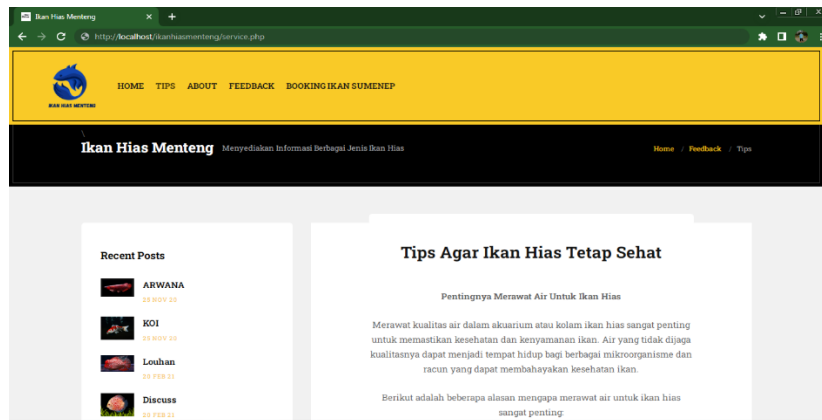 Ikan Hias Menteng
http://localhost/ikanhiasmenteng/service.php
IKAN HIAS MENTENG
HOME TIPS ABOUT FEEDBACK BOOKING IKAN SUMENEP
\
Ikan Hias Menteng Menyediakan Informasi Berbagai Jenis Ikan Hias
Home / Feedback / Tips
Recent Posts
ARWANA
28 NOV 20
KOI
30 NOV 20
Louhan
20 FEB 21
Discuss
20 FEB 21
Tips Agar Ikan Hias Tetap Sehat
Pentingnya Merawat Air Untuk Ikan Hias
Merawat kualitas air dalam akuarium atau kolam ikan hias sangat penting
untuk memastikan kesehatan dan kenyamanan ikan. Air yang tidak dijaga
kualitasnya dapat menjadi tempat hidup bagi berbagai mikroorganisme dan
racun yang dapat membahayakan kesehatan ikan.
Berikut adalah beberapa alasan mengapa merawat air untuk ikan hias
sangat penting: